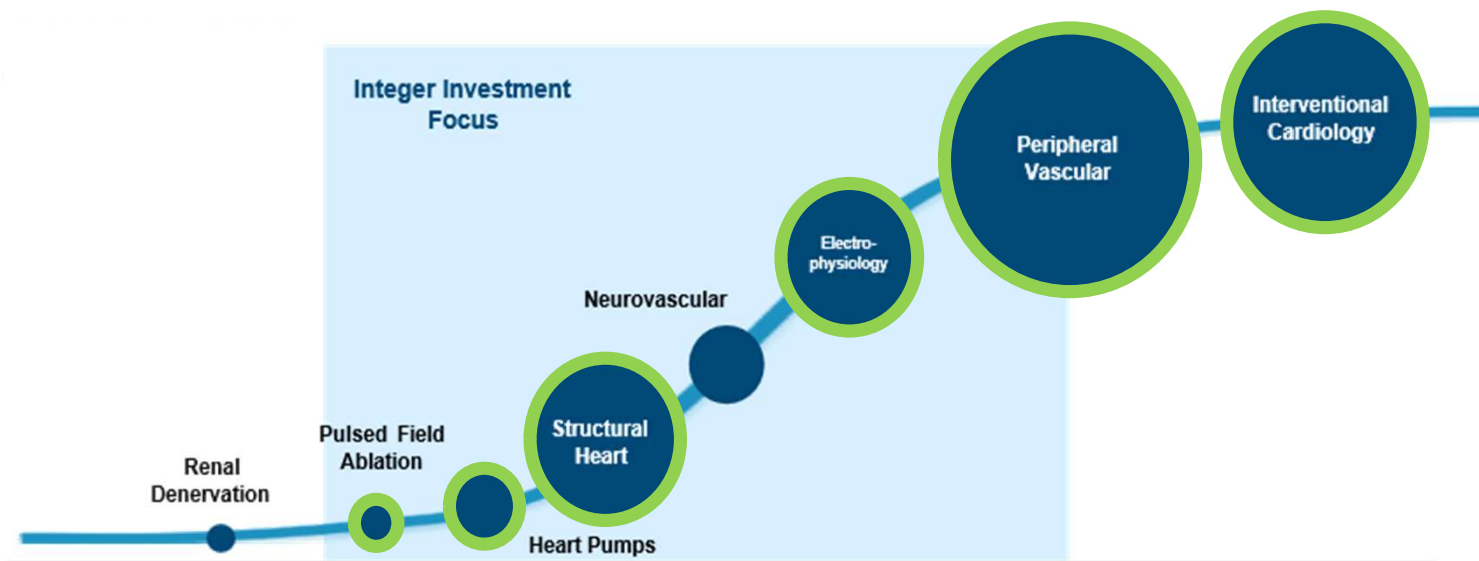 Integer Investment
Focus
Interventional
Cardiology
Peripheral
Vascular
Electro-
physiology
Neurovascular
Structural
Heart
Pulsed Field
Ablation
Renal
Denervation
Heart Pumps